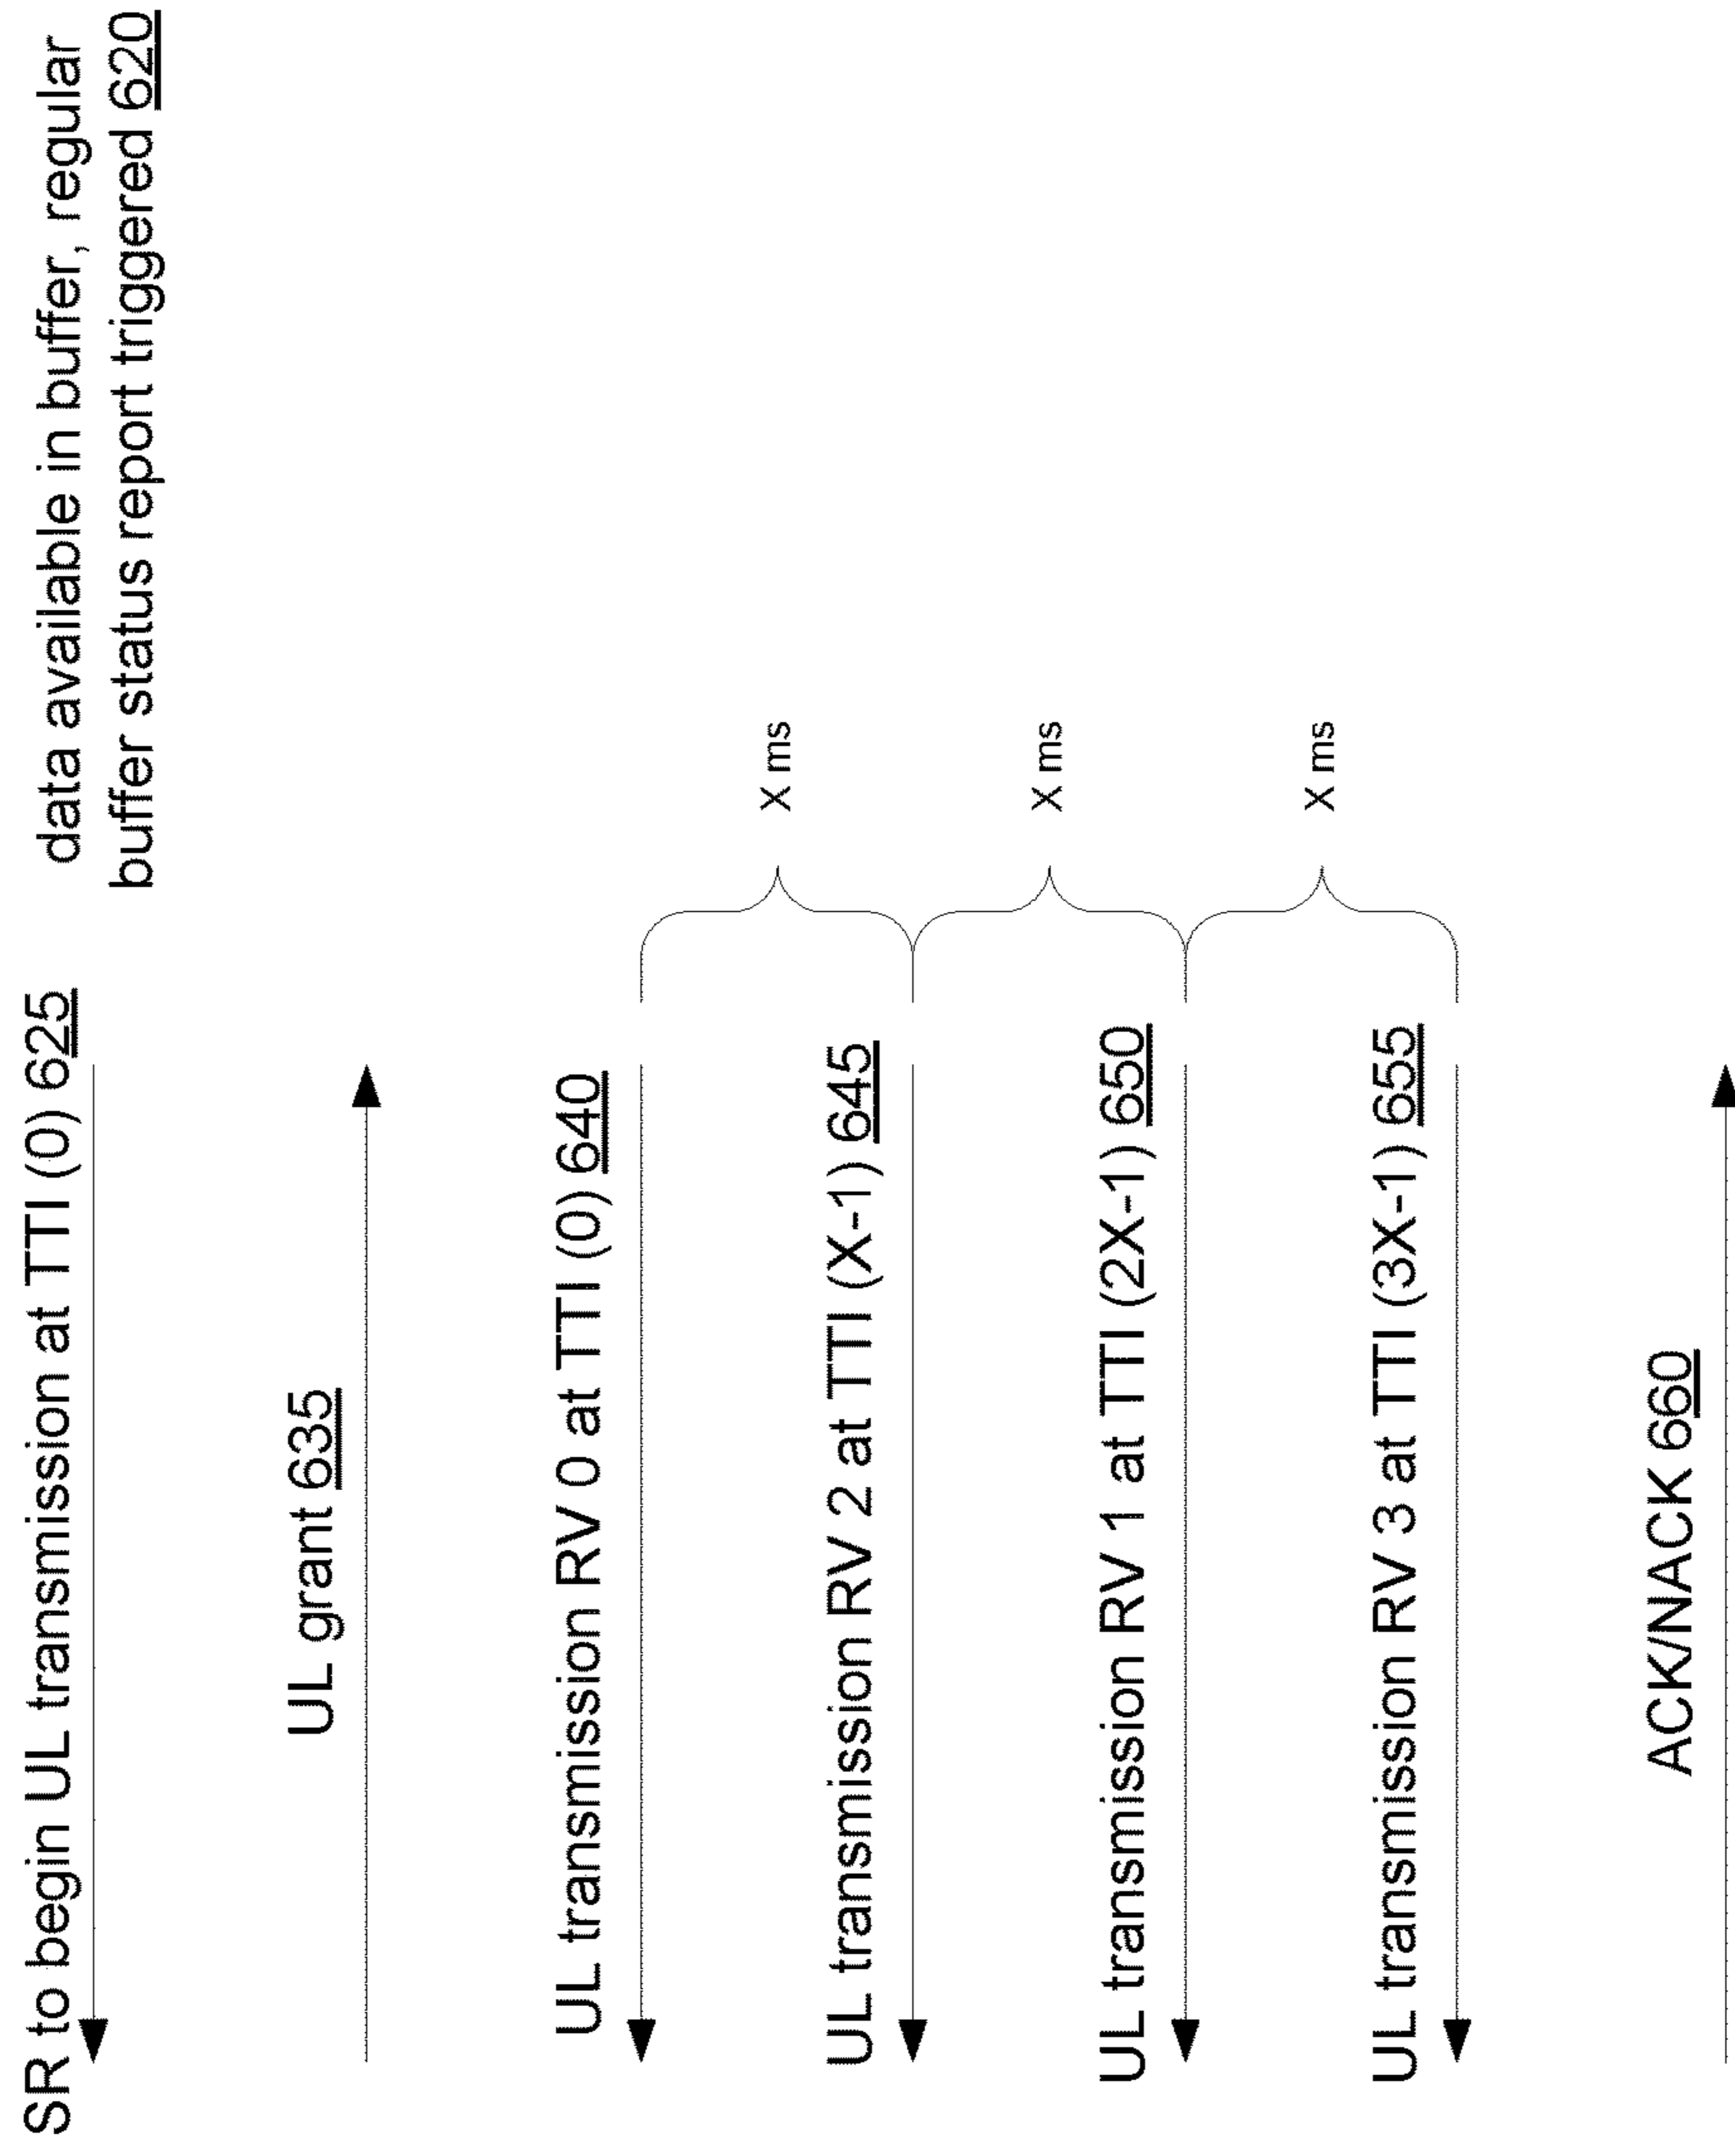 data available in buffer, regular
buffer status report triggered 620
SR to begin UL transmission at TTI (0) 625
UL grant 635
UL transmission RV 0 at TTI (0) 640
X ms
UL transmission RV 2 at TTI (X-1) 645
X ms
UL transmission RV 1 at TTI (2X-1) 650
X ms
UL transmission RV 3 at TTI (3X-1) 655
ACK/NACK 660